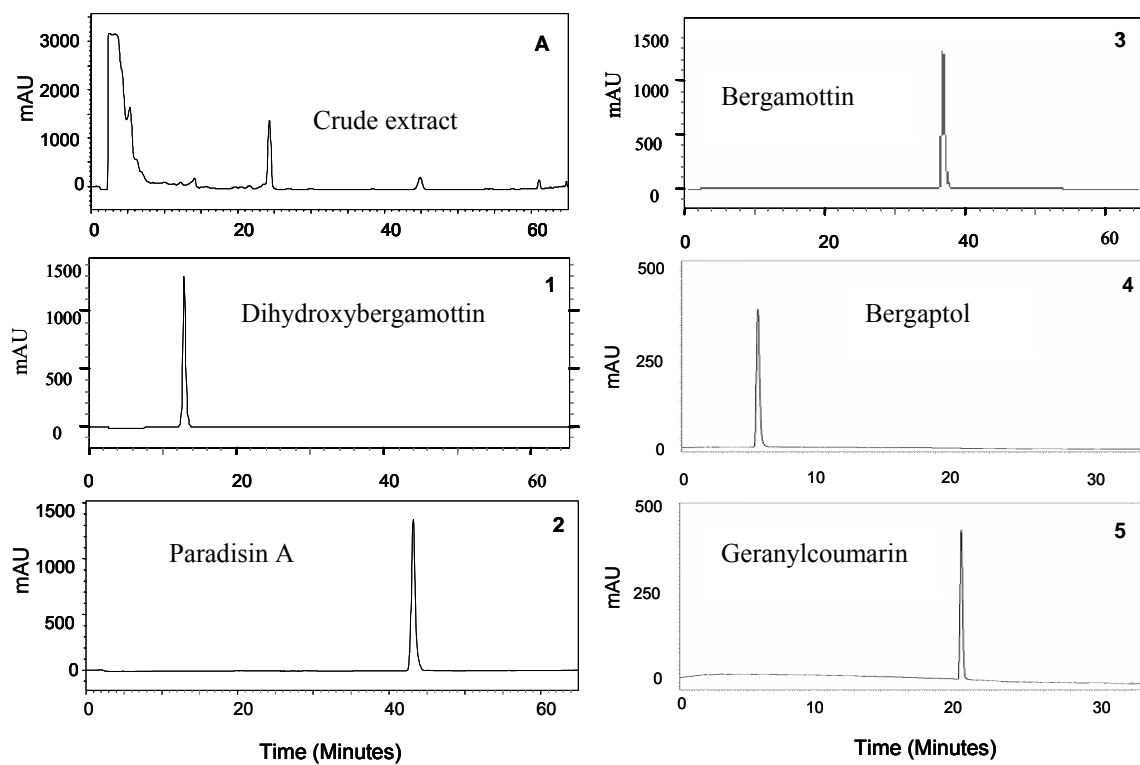 A
Crude extract
mAU
3000
2000
1000
0
0 20 40 60
1
Dihydroxybergamottin
mAU
1500
1000
500
0
0 20 40 60
2
Paradisin A
mAU
1500
1000
500
0
0 20 40 60
Time (Minutes)
3
Bergamottin
mAU
1500
1000
500
0
0 20 40 60
4
Bergaptol
mAU
500
250
0
10 20 30
5
Geranylcoumarin
mAU
500
250
0
0 10 20 30
Time (Minutes)